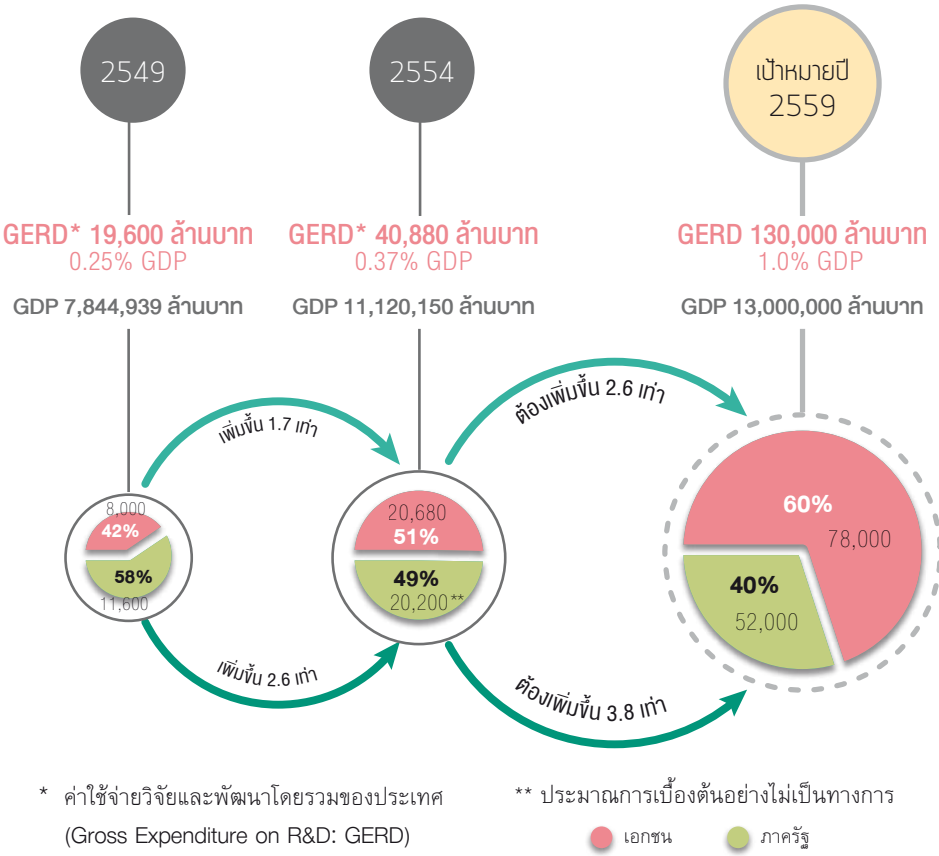 2549
2554
เป้าหมายปี
2559
GERD* 19,600 ล้านบาท
0.25% GDP
GDP 7,844,939 ล้านบาท
GERD* 40,880 ล้านบาท
0.37% GDP
GDP 11,120,150 ล้านบาท
GERD 130,000 ล้านบาท
1.0% GDP
GDP 13,000,000 ล้านบาท
เพิ่มขึ้น 1.7 เท่า
ต้องเพิ่มขึ้น 2.6 เท่า
8,000
42%
58%
11,600
20,680
51%
49%
20,200**
60%
78,000
40%
52,000
เพิ่มขึ้น 2.6 เท่า
ต้องเพิ่มขึ้น 3.8 เท่า
* ค่าใช้จ่ายวิจัยและพัฒนาโดยรวมของประเทศ
(Gross Expenditure on R&D: GERD)
** ประมาณการเบื้องต้นอย่างไม่เป็นทางการ
เอกชน
ภาครัฐ